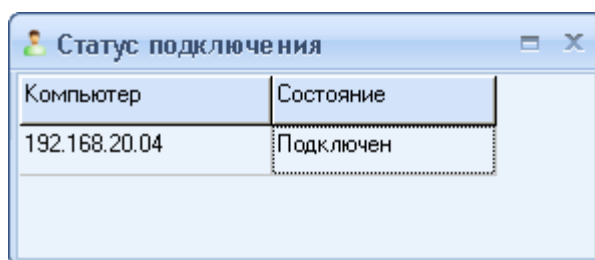 Статус подключения
Компьютер Состояние
192.168.20.04 Подключен